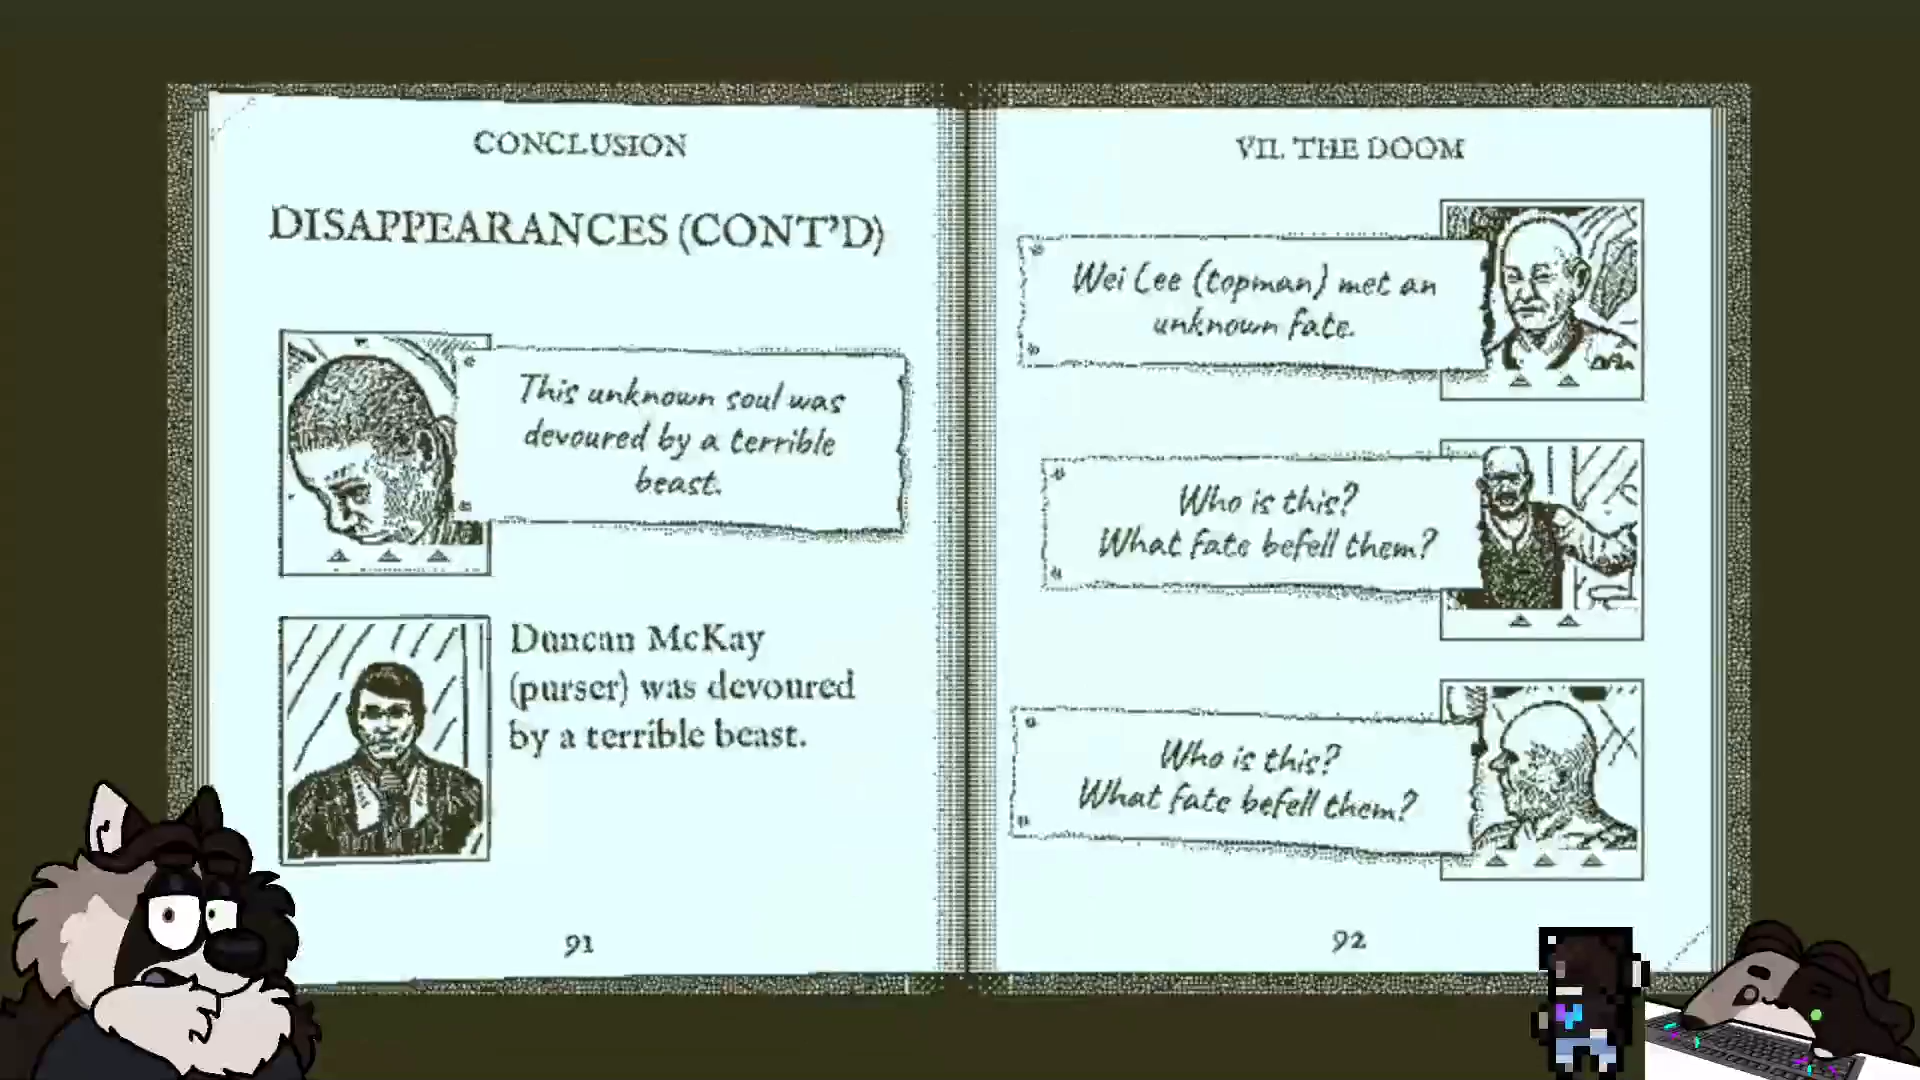 CONCLUSION
DISAPPEARANCES (CONT'D)
This unknown soul was
devoured by a terrible
beast.
Duncan McKay
(purser) was devoured
by a terrible beast.
91
VII. THE DOOM
Wei Lee (topman) met an
unknown fate.
Who is this?
What fate befell them?
Who is this?
What fate befell them?
92